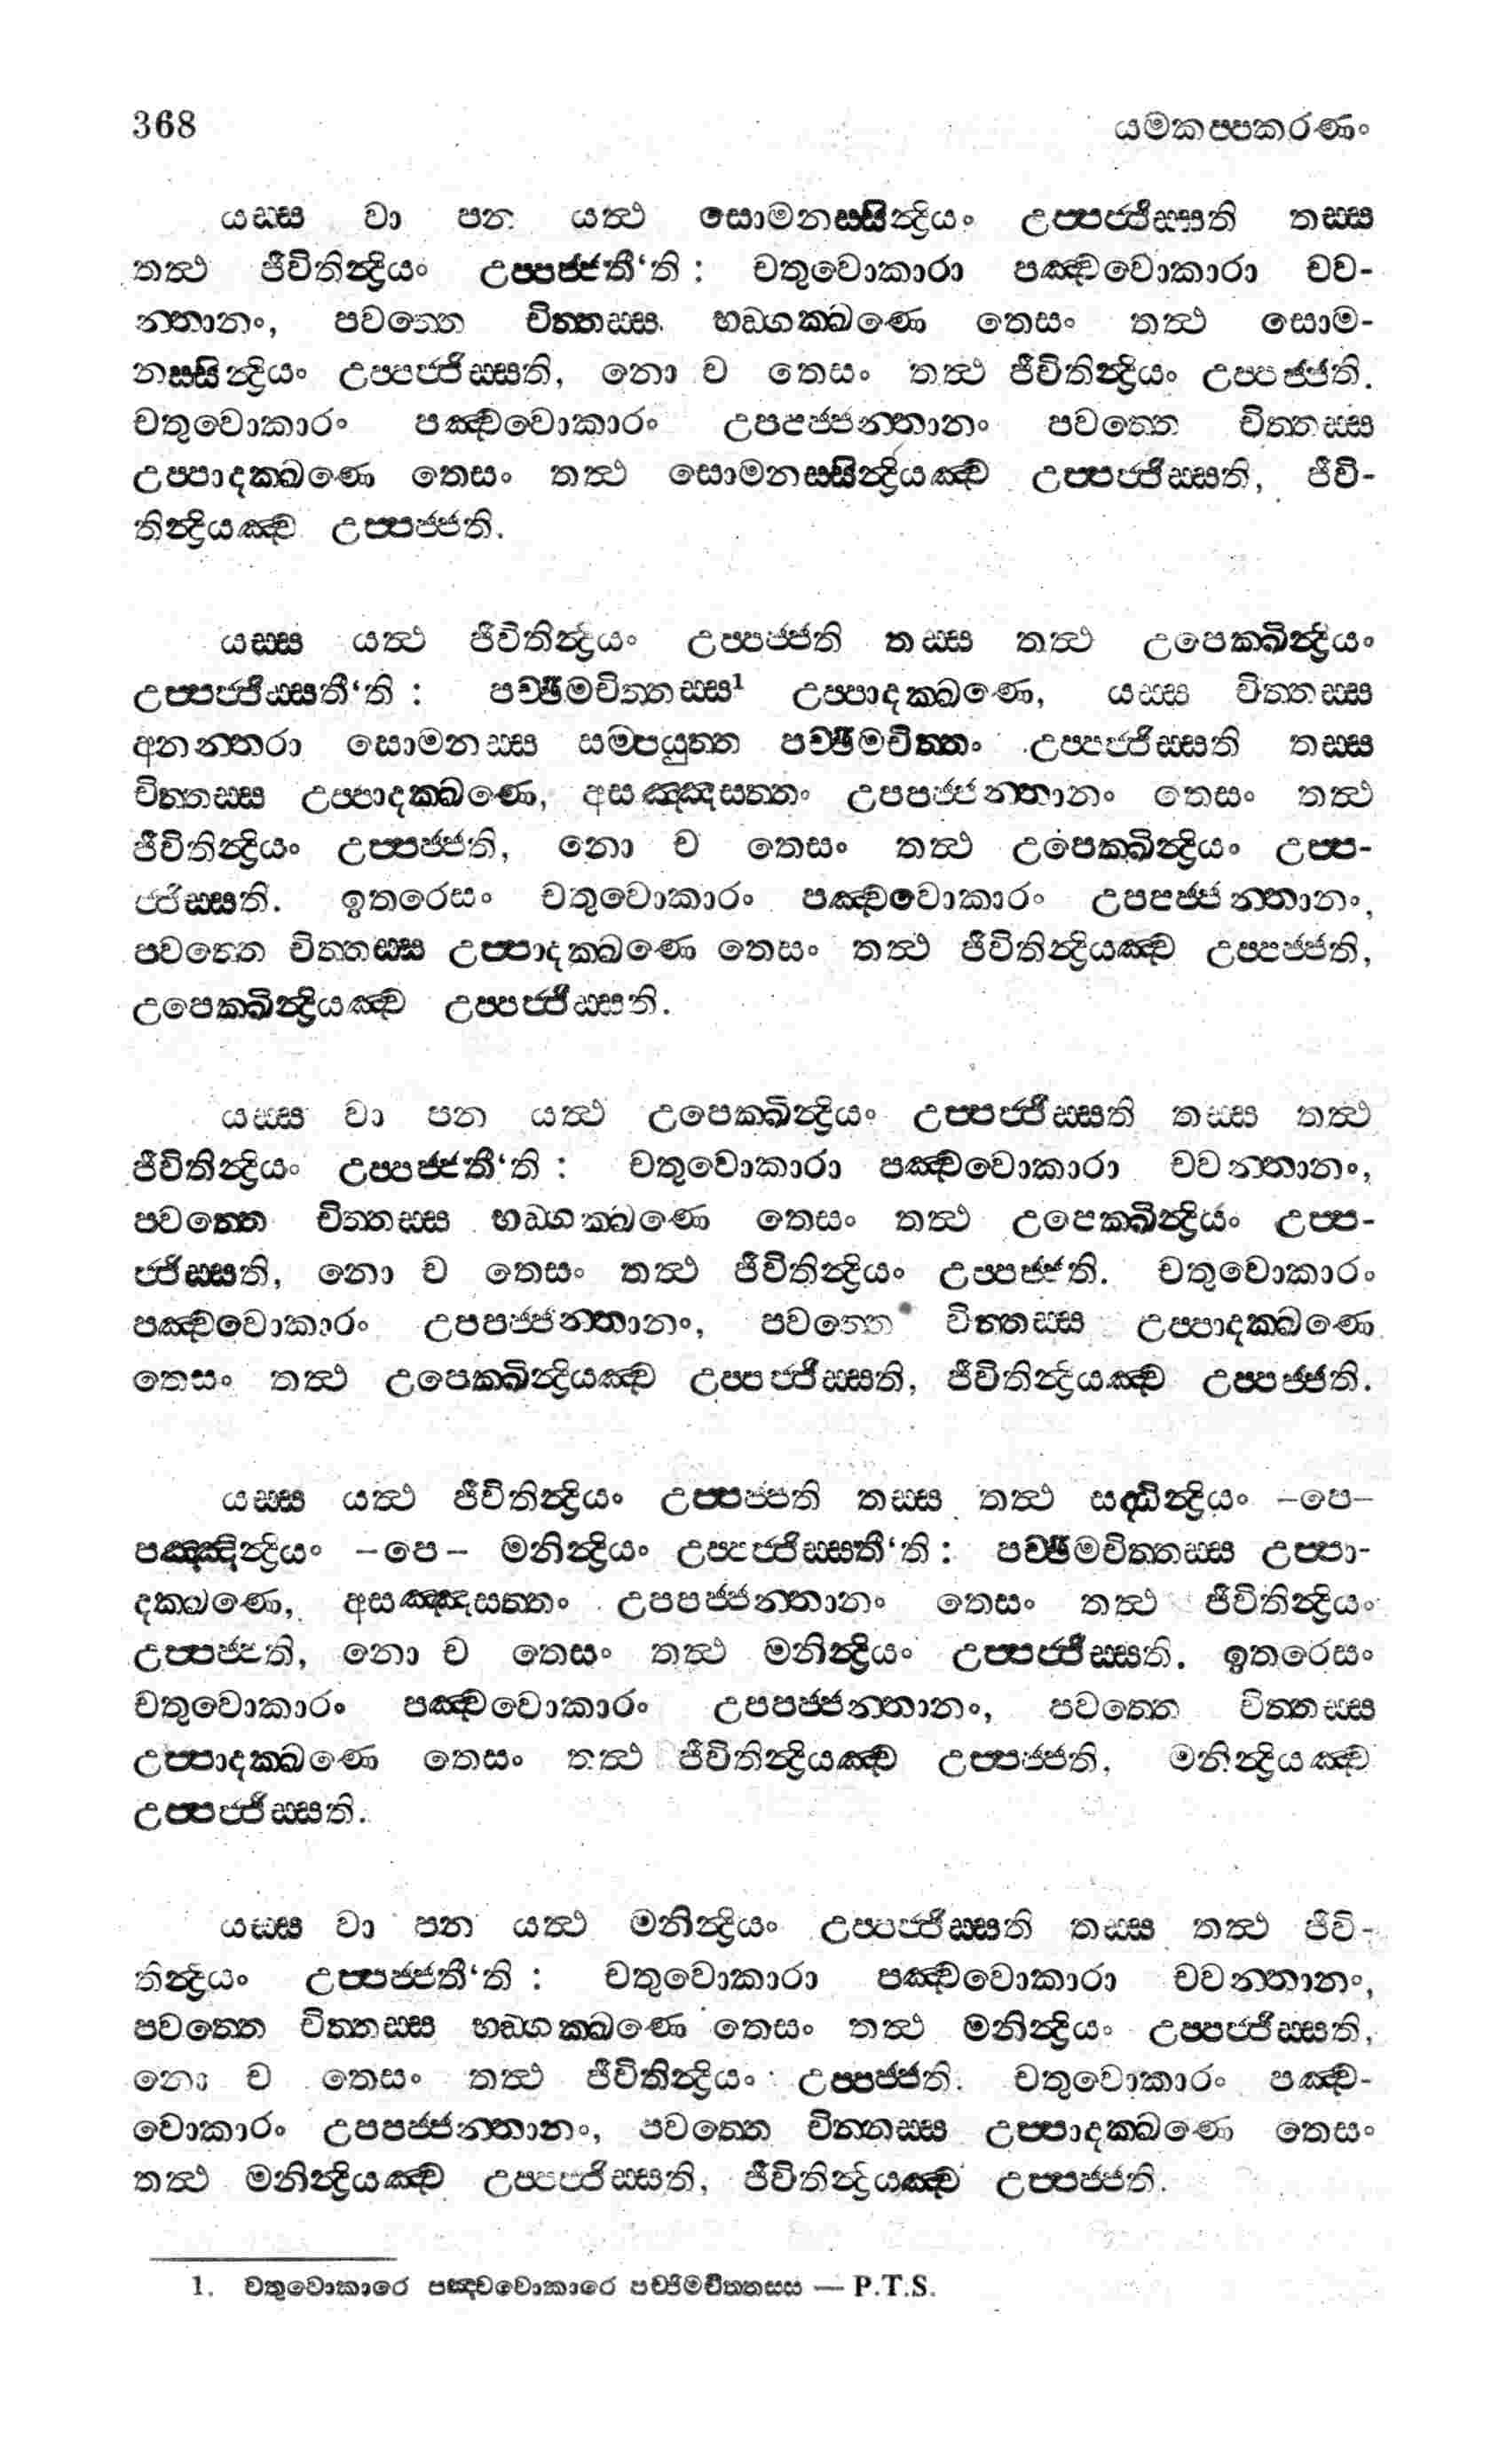 368 යමකප්පකරණං
යස්ස වා පන යත්ථ සොමනස්සින්ද්‍රියං උප්පජ්ජිස්සති තස්ස
තත්ථ ජීවිතින්ද්‍රියං උප්පජ්ජතී‘ති : චතුවොකාරා පඤ්චවොකාරා චව-
න්තානං, පවත්තෙ චිත්තස්ස භඞ්ගක්ඛණෙ තෙසං තත්ථ සොම-
නස්සින්ද්‍රියං උප්පජ්ජිස්සති, නො ච තෙසං තත්ථ ජීවිතින්ද්‍රියං උප්පජ්ජති.
චතුවොකාරං පඤ්චවොකාරං උපපජ්ජන්තානං පවත්තෙ චිත්තස්ස
උප්පාදක්ඛණෙ තෙසං තත්ථ සොමනස්සින්ද්‍රියඤ්ච උප්පජ්ජිස්සති, ජීවි-
තින්ද්‍රියඤ්ච උප්පජ්ජති.
යස්ස යත්ථ ජීවිතින්ද්‍රියං උප්පජ්ජති තස්ස තත්ථ උපෙක්ඛින්ද්‍රියං
උප්පජ්ජිස්සතී‘ති : පච්ඡිමචිත්තස්ස1 උප්පාදක්ඛණෙ, යස්ස චිත්තස්ස
අනන්තරා සොමනස්ස සම්පයුත්ත පච්ඡිමචිත්තං උප්පජ්ජිස්සති තස්ස
චිත්තස්ස උප්පාදක්ඛණෙ, අසඤ්ඤසත්තං උපපජ්ජන්තානං තෙසං තත්ථ
ජීවිතින්ද්‍රියං උප්පජ්ජති, නො ච තෙසං තත්ථ උපෙක්ඛින්ද්‍රියං උප්ප-
ජ්ජිස්සති. ඉතරෙසං චතුවොකාරං පඤ්චවොකාරං උපපජ්ජන්තානං,
පවත්තෙ චිත්තස්ස උප්පාදක්ඛණෙ තෙසං තත්ථ ජීවිතින්ද්‍රියඤ්ච උප්පජ්ජති,
උපෙක්ඛින්ද්‍රියඤ්ච උප්පජ්ජිස්සති.
යස්ස වා පන යත්ථ උපෙක්ඛින්ද්‍රියං උප්පජ්ජිස්සති තස්ස තත්ථ
ජීවිතින්ද්‍රියං උප්පජ්ජතී‘ති : චතුවොකාරා පඤ්චවොකාරා චවන්තානං,
පවත්තෙ චිත්තස්ස භඞ්ගක්ඛණෙ තෙසං තත්ථ උපෙක්ඛින්ද්‍රියං උප්ප-
ජ්ජිස්සති, නො ච තෙසං තත්ථ ජීවිතින්ද්‍රියං උප්පජ්ජති. චතුවොකාරං
පඤ්චවොකාරං උපපජ්ජන්තානං, පවත්තෙ චිත්තස්ස උප්පාදක්ඛණෙ
තෙසං තත්ථ උපෙක්ඛින්ද්‍රියඤ්ච උප්පජ්ජිස්සති, ජීවිතින්ද්‍රියඤ්ච උප්පජ්ජති.
යස්ස යත්ථ ජීවිතින්ද්‍රියං උප්පජ්ජති තස්ස තත්ථ සද්ධින්ද්‍රියං –පෙ–
පඤ්ඤින්ද්‍රියං –පෙ– මනින්ද්‍රියං උප්පජ්ජිස්සතී‘ති : පච්ඡිමචිත්තස්ස උප්පා-
දක්ඛණෙ, අසඤ්ඤසත්තං උපපජ්ජන්තානං තෙසං තත්ථ ජීවිතින්ද්‍රියං
උප්පජ්ජති, නො ච තෙසං තත්ථ මනින්ද්‍රියං උප්පජ්ජිස්සති. ඉතරෙසං
චතුවොකාරං පඤ්චවොකාරං උපපජ්ජන්තානං, පවත්තෙ චිත්තස්ස
උප්පාදක්ඛණෙ තෙසං තත්ථ ජීවිතින්ද්‍රියඤ්ච උප්පජ්ජති, මනින්ද්‍රියඤ්ච
උප්පජ්ජිස්සති.
යස්ස වා පන යත්ථ මනින්ද්‍රියං උප්පජ්ජිස්සති තස්ස තත්ථ ජීවි-
තින්ද්‍රියං උප්පජ්ජතී‘ති : චතුවොකාරා පඤ්චවොකාරා චවන්තානං,
පවත්තෙ චිත්තස්ස භඞ්ගක්ඛණෙ තෙසං තත්ථ මනින්ද්‍රියං උප්පජ්ජිස්සති,
නො ච තෙසං තත්ථ ජීවිතින්ද්‍රියං උප්පජ්ජති. චතුවොකාරං පඤ්ච-
වොකාරං උපපජ්ජන්තානං, පවත්තෙ චිත්තස්ස උප්පාදක්ඛණෙ තෙසං
තත්ථ මනින්ද්‍රියඤ්ච උප්පජ්ජිස්සති, ජීවිතින්ද්‍රියඤ්ච උප්පජ්ජති.
1. චතුවොකාරෙ පඤ්චවොකාරෙ පච්ඡිමචිත්තස්ස — P.T.S.